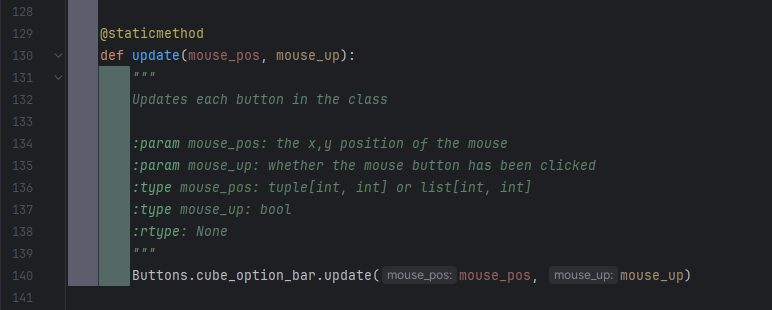 128
129 @staticmethod
130 def update(mouse_pos, mouse_up):
131 """
132 Updates each button in the class
133
134 :param mouse_pos: the x,y position of the mouse
135 :param mouse_up: whether the mouse button has been clicked
136 :type mouse_pos: tuple[int, int] or list[int, int]
137 :type mouse_up: bool
138 :rtype: None
139 """
140 Buttons.cube_option_bar.update( mouse_pos: mouse_pos, mouse_up: mouse_up)
141